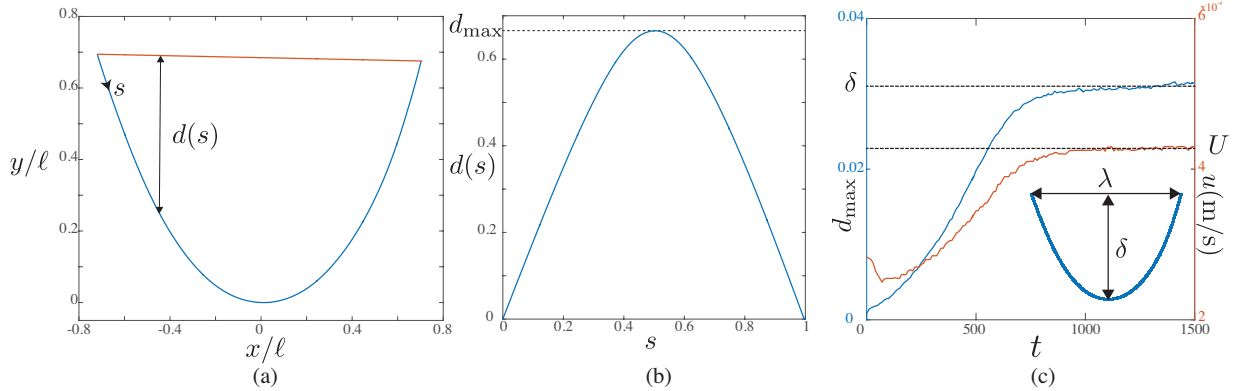 0.8
0.6
0.4
0.2
0
y/ℓ
s
d(s)
-0.8
-0.4
0
0.4
0.8
x/ℓ
(a)
d_max
0.6
0.4
0.2
0
d(s)
0
0.2
0.4
0.6
0.8
1
s
(b)
0.04
δ
0.02
0
d_max
λ
δ
6×10⁻⁴
U
4
2
u(m/s)
0
500
1000
1500
t
(c)